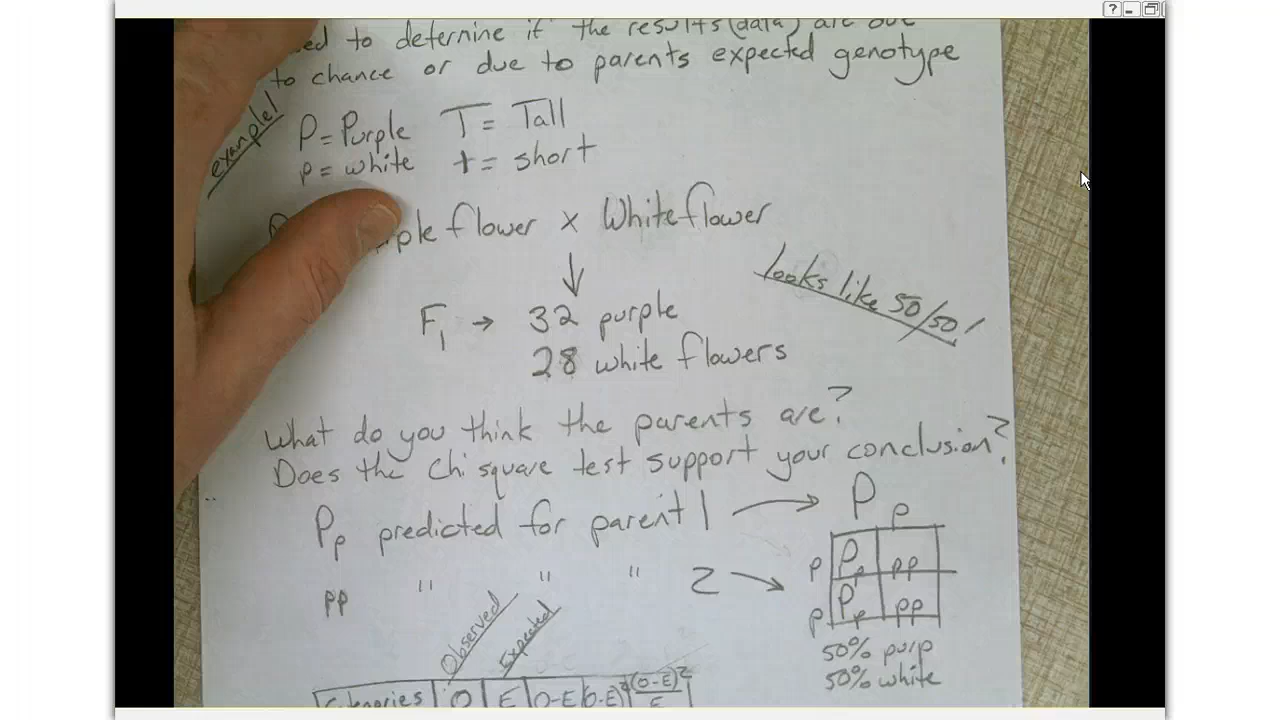 to determine if the results (data) are due
to chance or due to parents expected genotype
example!
P = Purple T = Tall
p = white t = short
flower x White flower
F1 → 32 purple
28 white flowers
looks like 50/50!
What do you think the parents are?
Does the Chi square test support your conclusion?
Pp predicted for parent 1 → P p
pp " " " 2 → p Pp pp
p Pp pp
50% purp
50% white
Observed Expected
Categories O E O-E (O-E)² (O-E)²/E